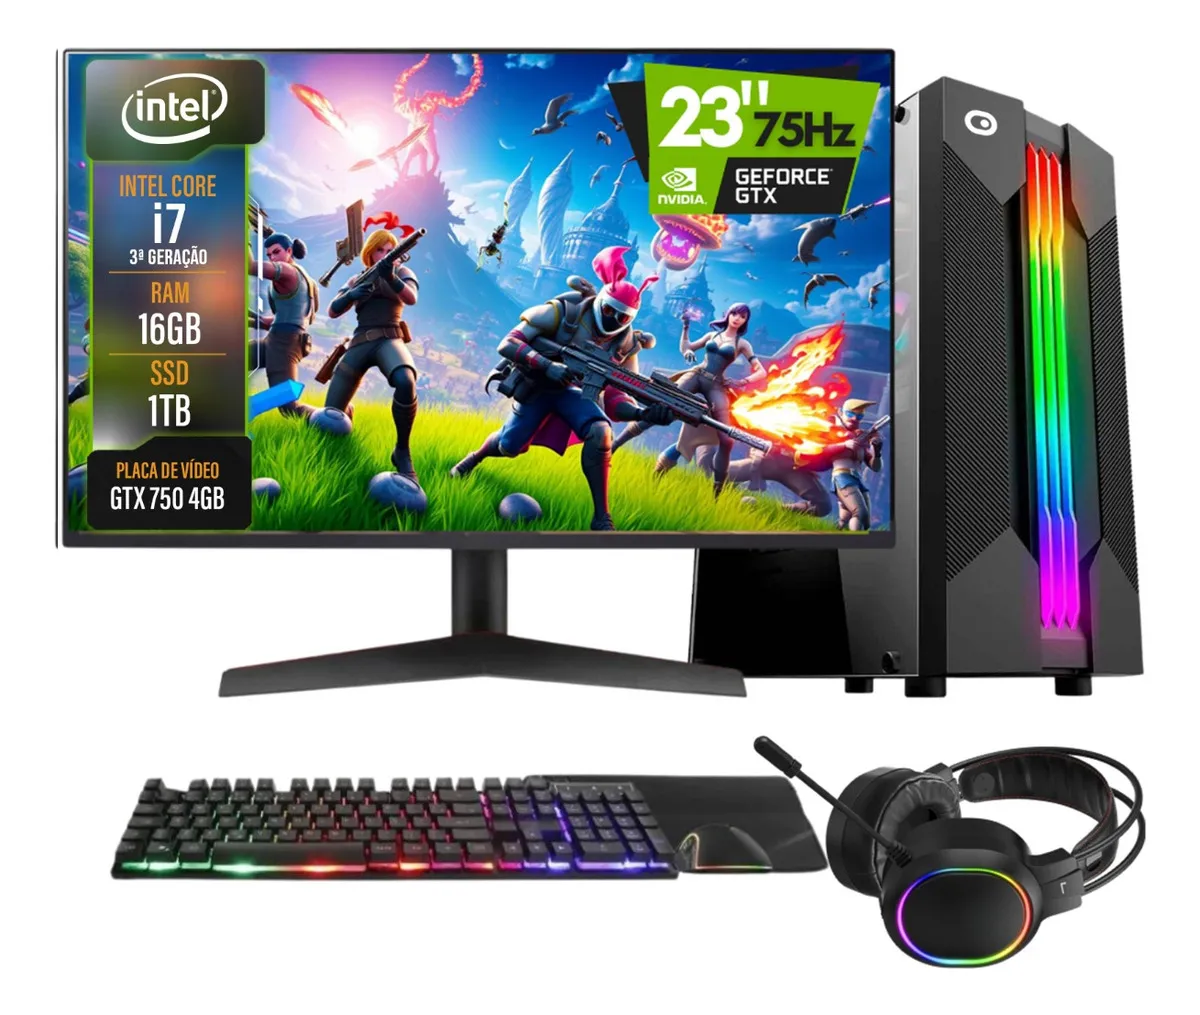 intel
INTEL CORE
i7
3ª GERAÇÃO
RAM
16GB
SSD
1TB
PLACA DE VÍDEO
GTX 750 4GB
23" 75Hz
NVIDIA.
GEFORCE
GTX